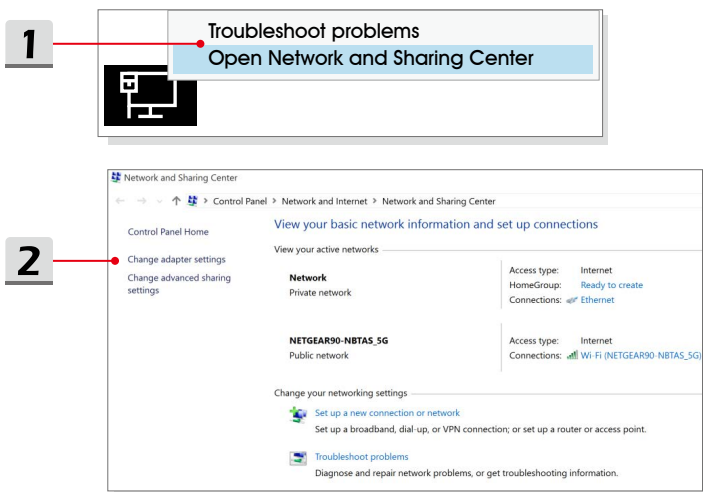 1
Troubleshoot problems
Open Network and Sharing Center
2
Network and Sharing Center
Control Panel > Network and Internet > Network and Sharing Center
Control Panel Home
Change adapter settings
Change advanced sharing
settings
View your basic network information and set up connections
View your active networks
Network
Private network
Access type: Internet
HomeGroup: Ready to create
Connections: Ethernet
NETGEAR90-NBTAS_5G
Public network
Access type: Internet
Connections: Wi-Fi (NETGEAR90-NBTAS_5G)
Change your networking settings
Set up a new connection or network
Set up a broadband, dial-up, or VPN connection; or set up a router or access point.
Troubleshoot problems
Diagnose and repair network problems, or get troubleshooting information.